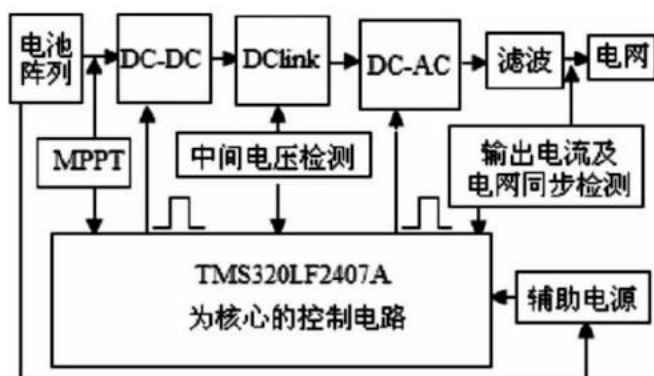 电池
阵列
DC-DC
DClink
DC-AC
滤波
电网
MPPT
中间电压检测
输出电流及
电网同步检测
TMS320LF2407A
为核心的控制电路
辅助电源